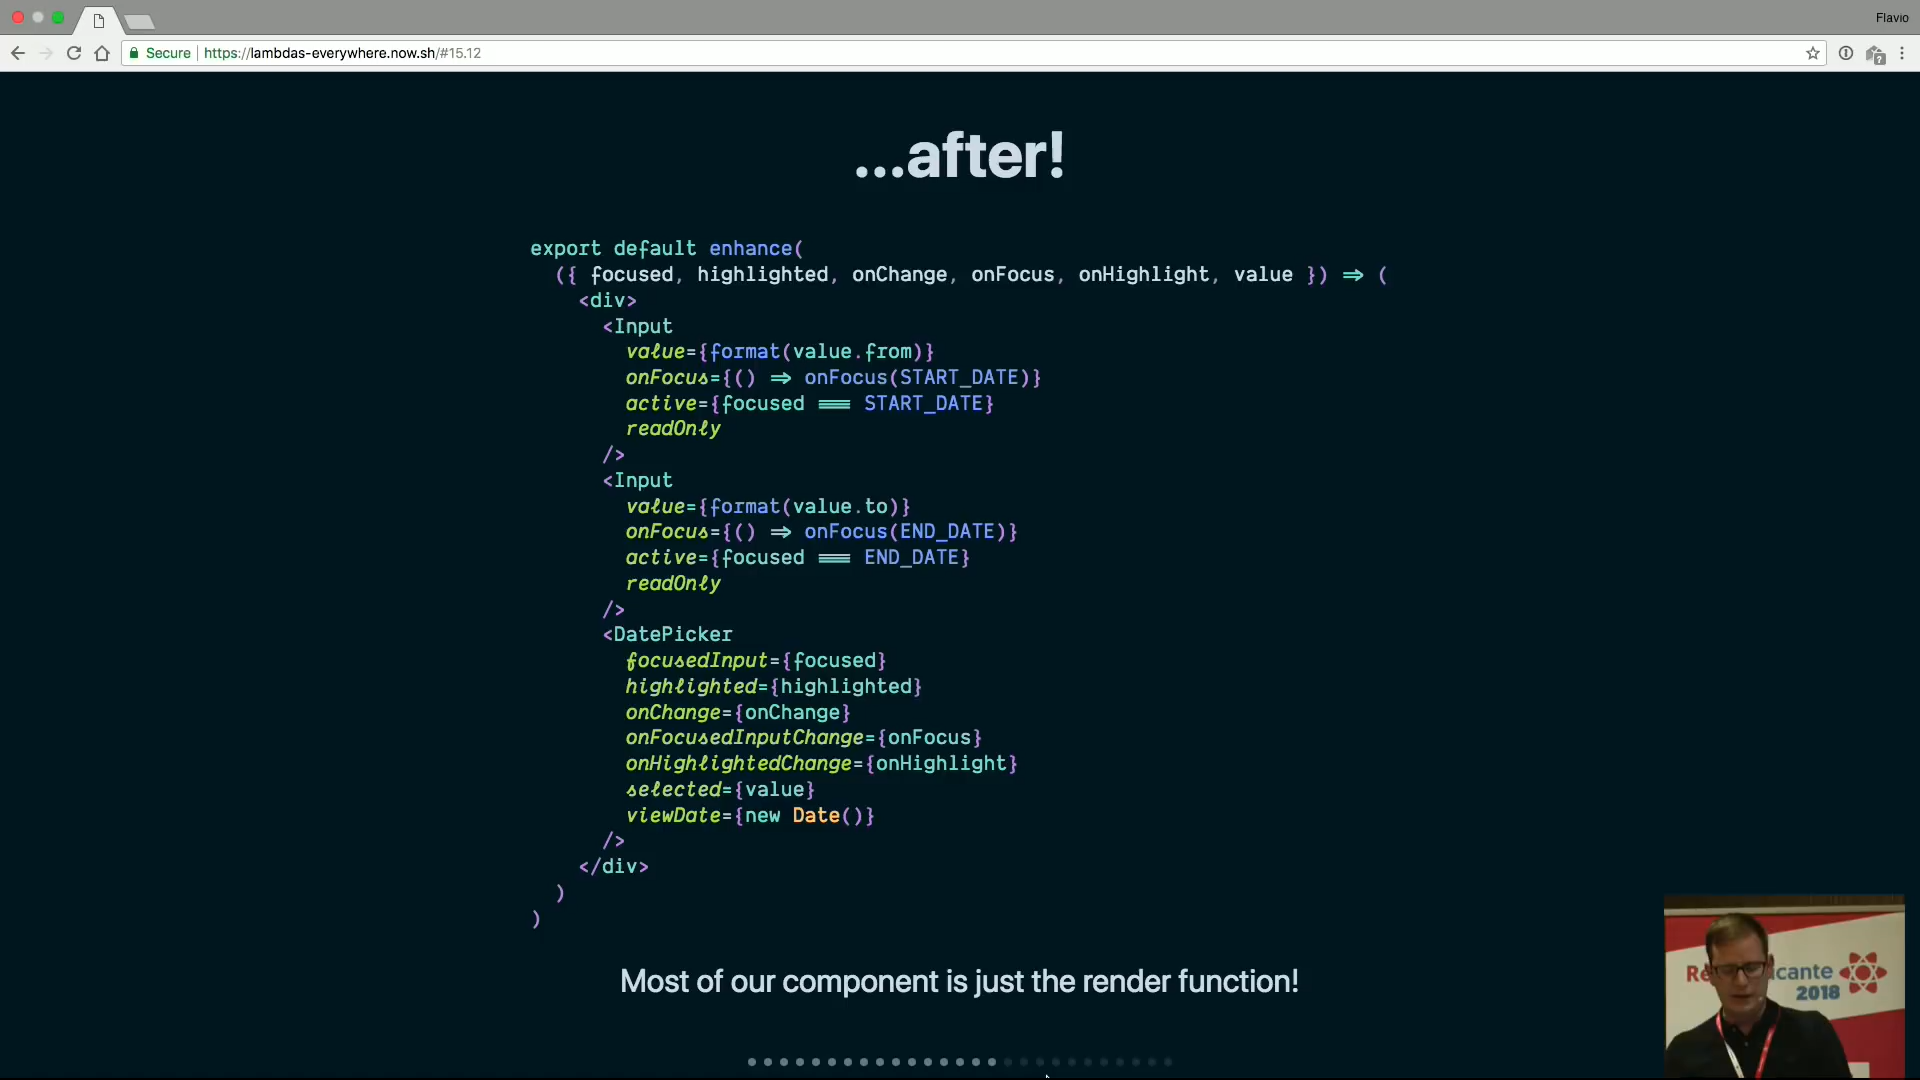 Flavio
Secure https://lambdas-everywhere.now.sh/#15.12
...after!
export default enhance(
({ focused, highlighted, onChange, onFocus, onHighlight, value }) => (
<div>
<Input
value={format(value.from)}
onFocus={() => onFocus(START_DATE)}
active={focused === START_DATE}
readOnly
/>
<Input
value={format(value.to)}
onFocus={() => onFocus(END_DATE)}
active={focused === END_DATE}
readOnly
/>
<DatePicker
focusedInput={focused}
highlighted={highlighted}
onChange={onChange}
onFocusedInputChange={onFocus}
onHighlightedChange={onHighlight}
selected={value}
viewDate={new Date()}
/>
</div>
)
)
Most of our component is just the render function!
2018